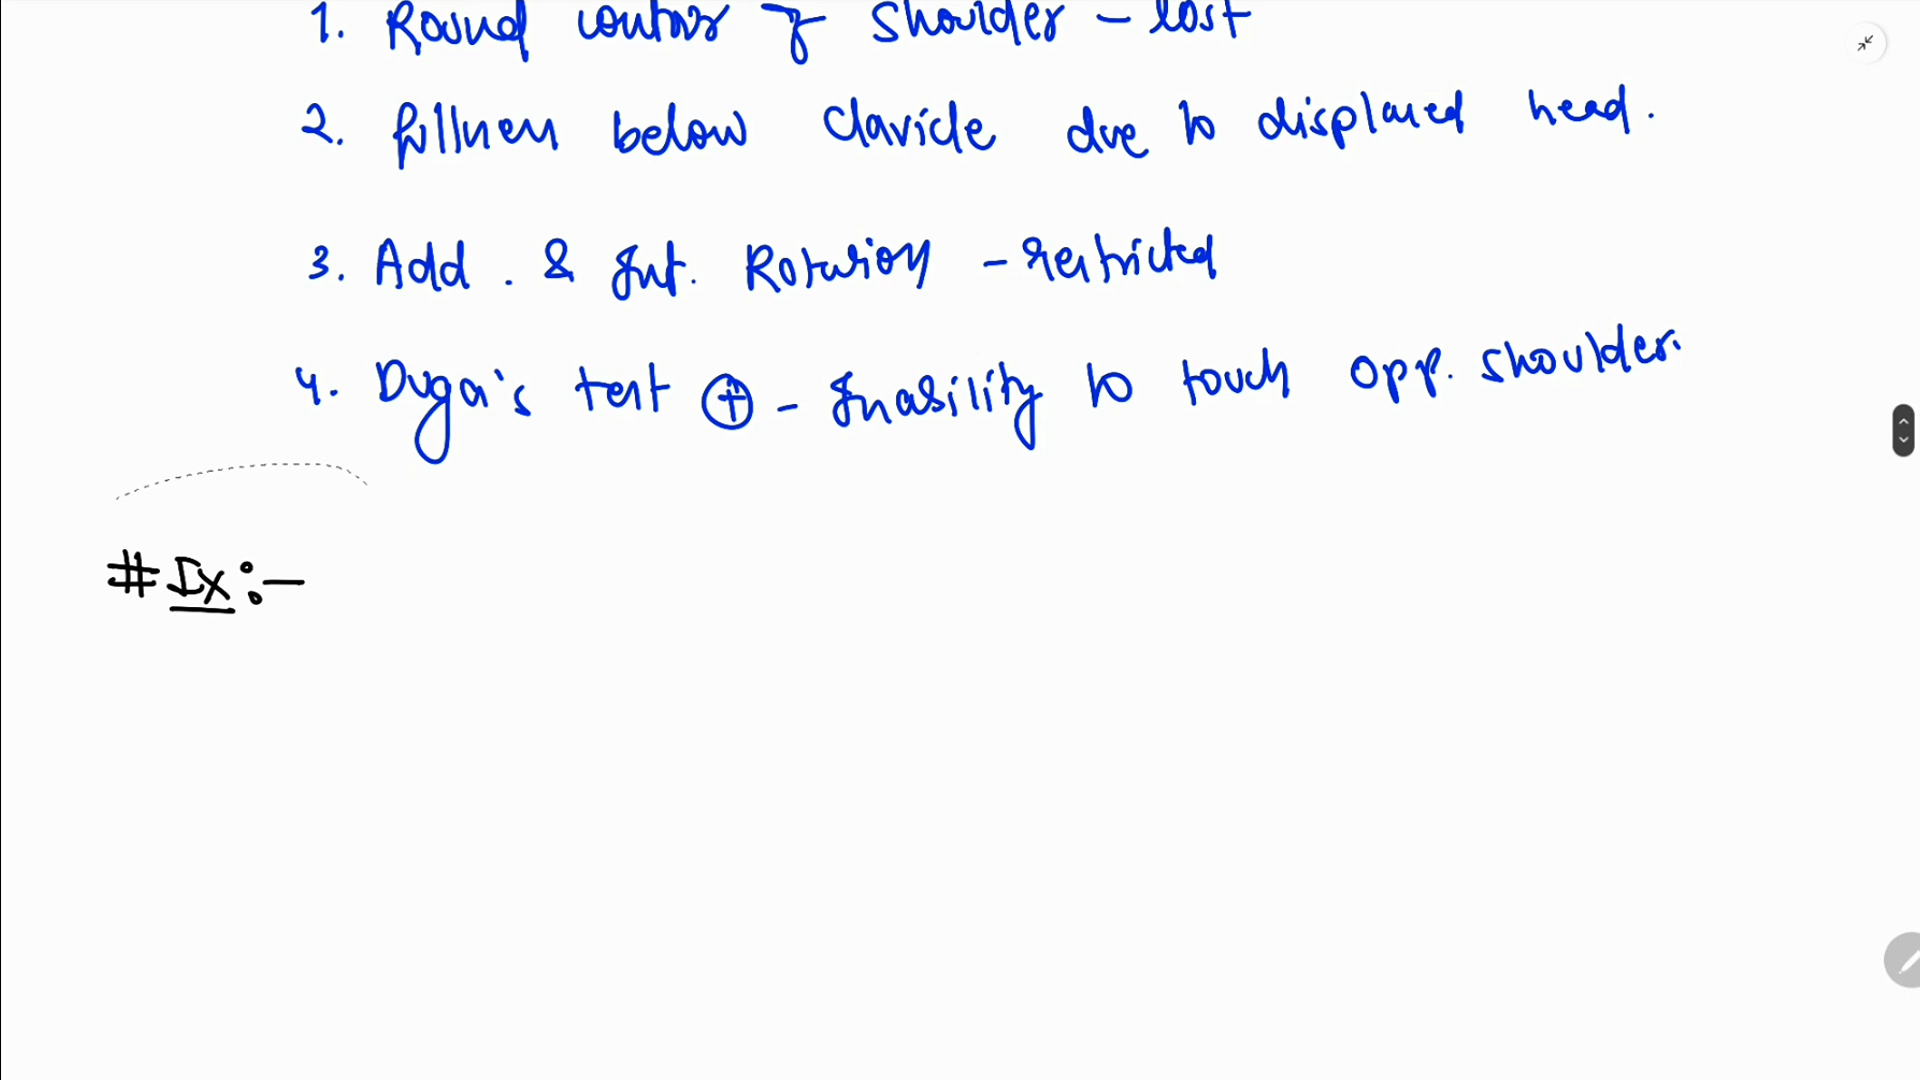 1. Round contour of shoulder - lost
2. fullness below clavicle due to displaced head.
3. Add. & Int. Rotation - restricted
4. Duga's test ⊕ - Inability to touch opp. shoulder.
# Ix :-